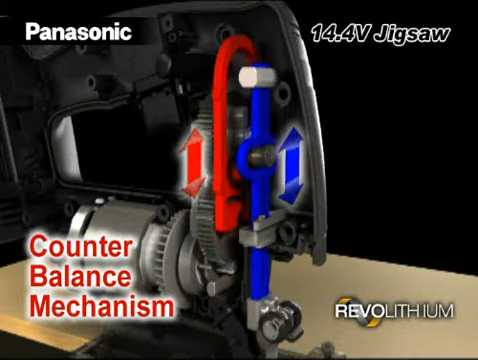 Panasonic
14.4V Jigsaw
Counter
Balance
Mechanism
REVOLITHIUM